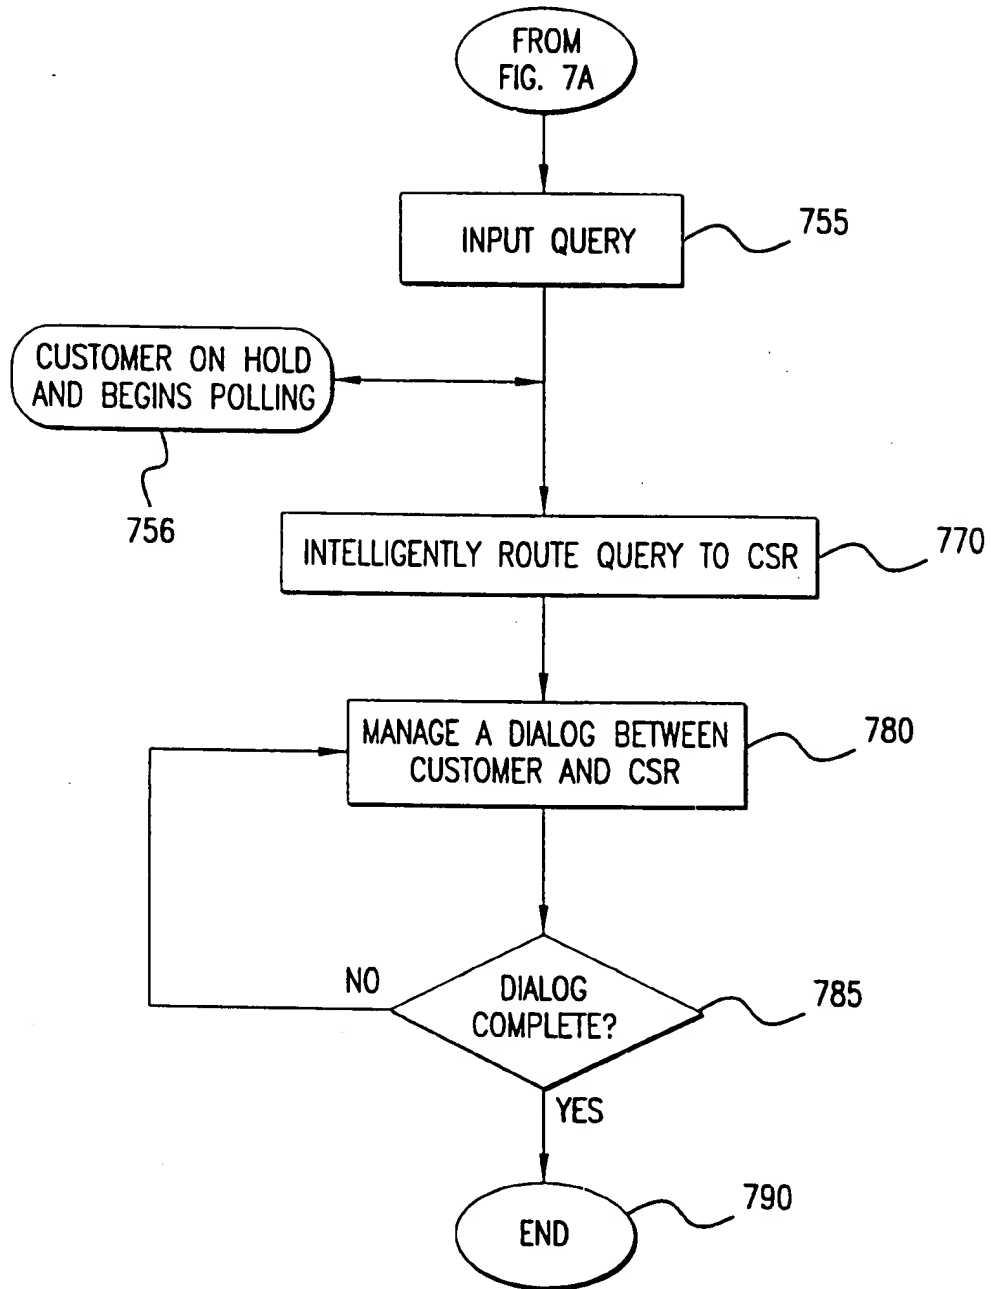 FROM
FIG. 7A
INPUT QUERY
755
CUSTOMER ON HOLD
AND BEGINS POLLING
756
INTELLIGENTLY ROUTE QUERY TO CSR
770
MANAGE A DIALOG BETWEEN
CUSTOMER AND CSR
780
NO
DIALOG
COMPLETE?
785
YES
END
790